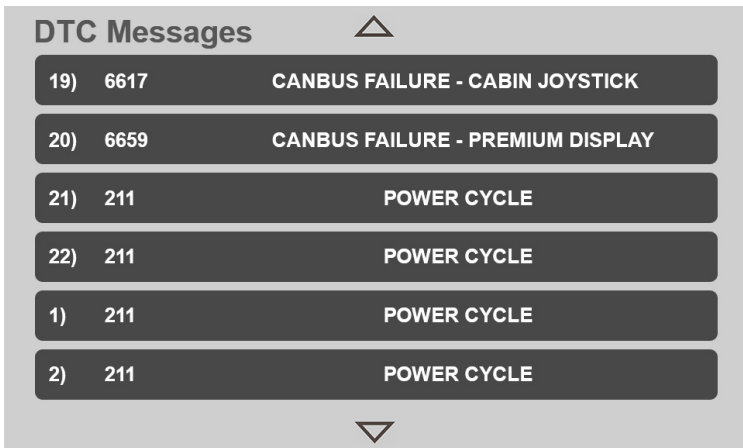 DTC Messages
19) 6617 CANBUS FAILURE - CABIN JOYSTICK
20) 6659 CANBUS FAILURE - PREMIUM DISPLAY
21) 211 POWER CYCLE
22) 211 POWER CYCLE
1) 211 POWER CYCLE
2) 211 POWER CYCLE